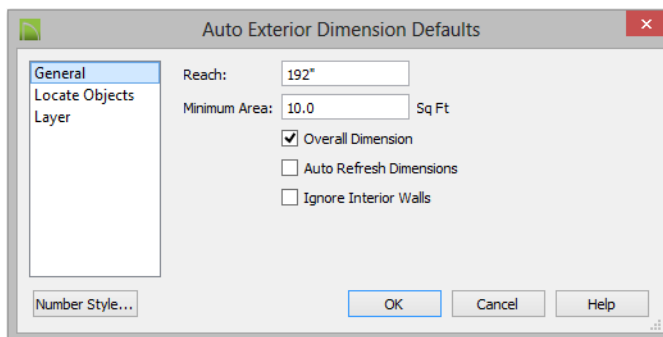 Auto Exterior Dimension Defaults
General
Locate Objects
Layer
Reach: 192"
Minimum Area: 10.0 Sq Ft
Overall Dimension
Auto Refresh Dimensions
Ignore Interior Walls
Number Style... OK Cancel Help